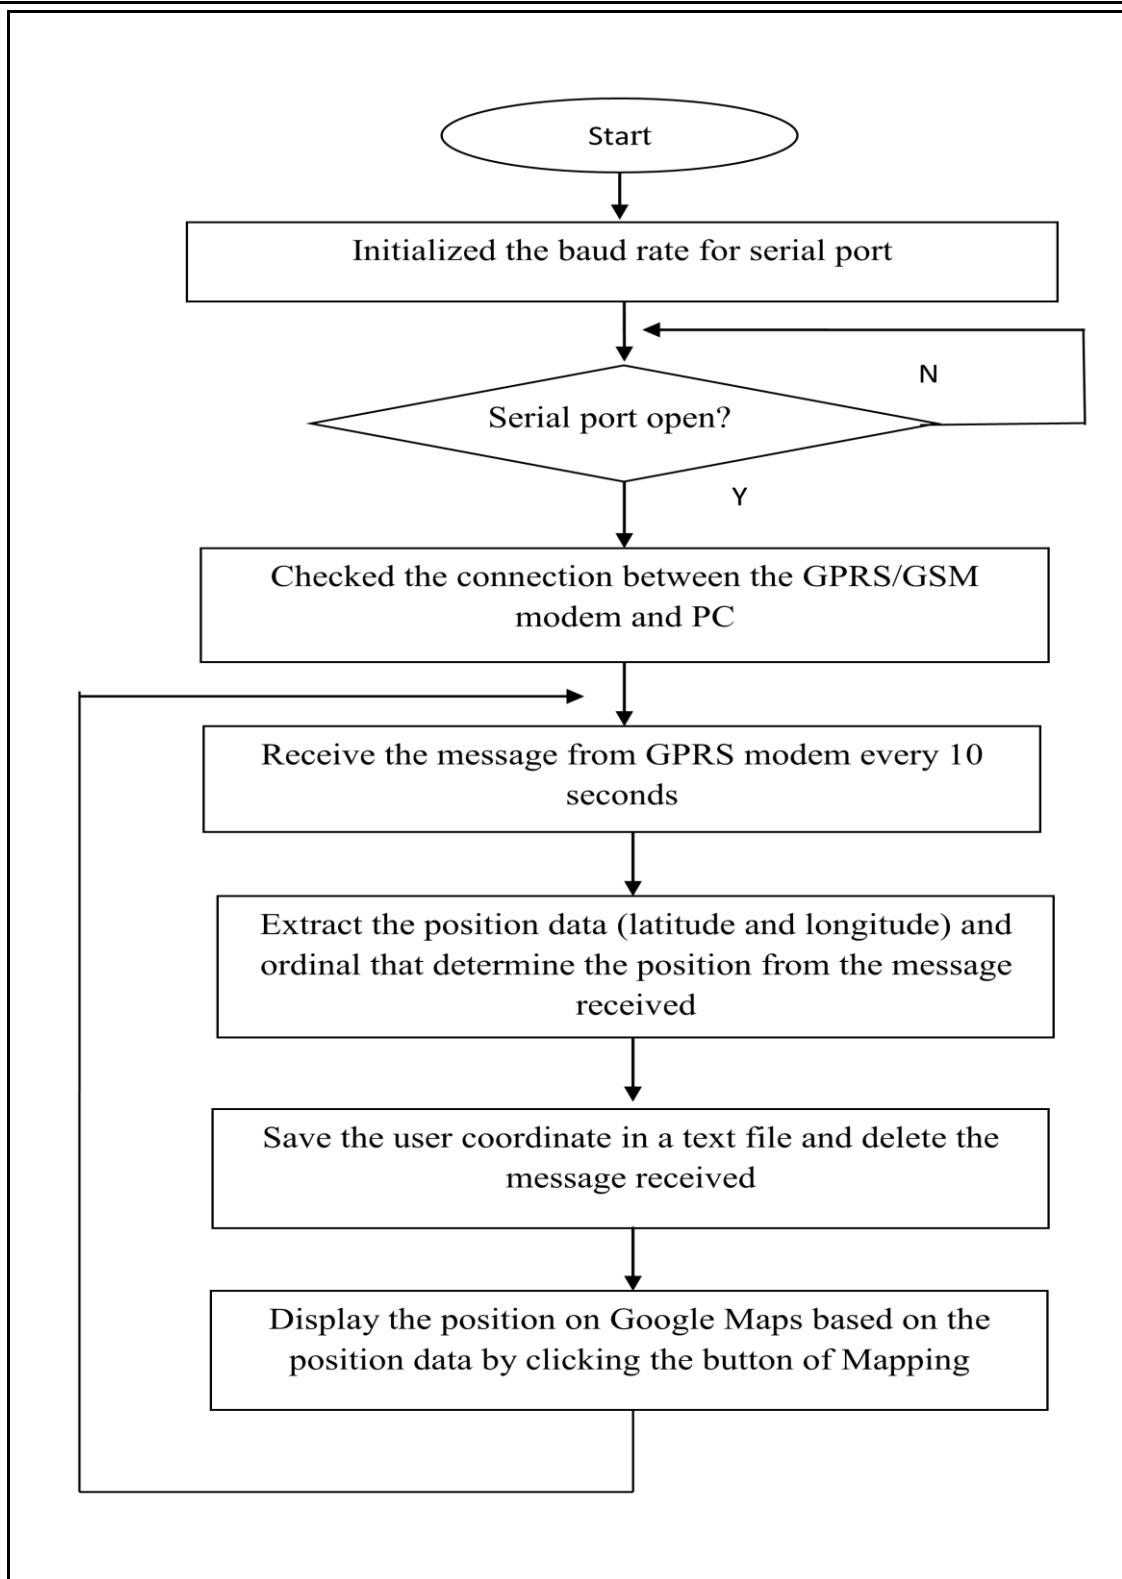 Start
Initialized the baud rate for serial port
N
Serial port open?
Y
Checked the connection between the GPRS/GSM
modem and PC
Receive the message from GPRS modem every 10
seconds
Extract the position data (latitude and longitude) and
ordinal that determine the position from the message
received
Save the user coordinate in a text file and delete the
message received
Display the position on Google Maps based on the
position data by clicking the button of Mapping